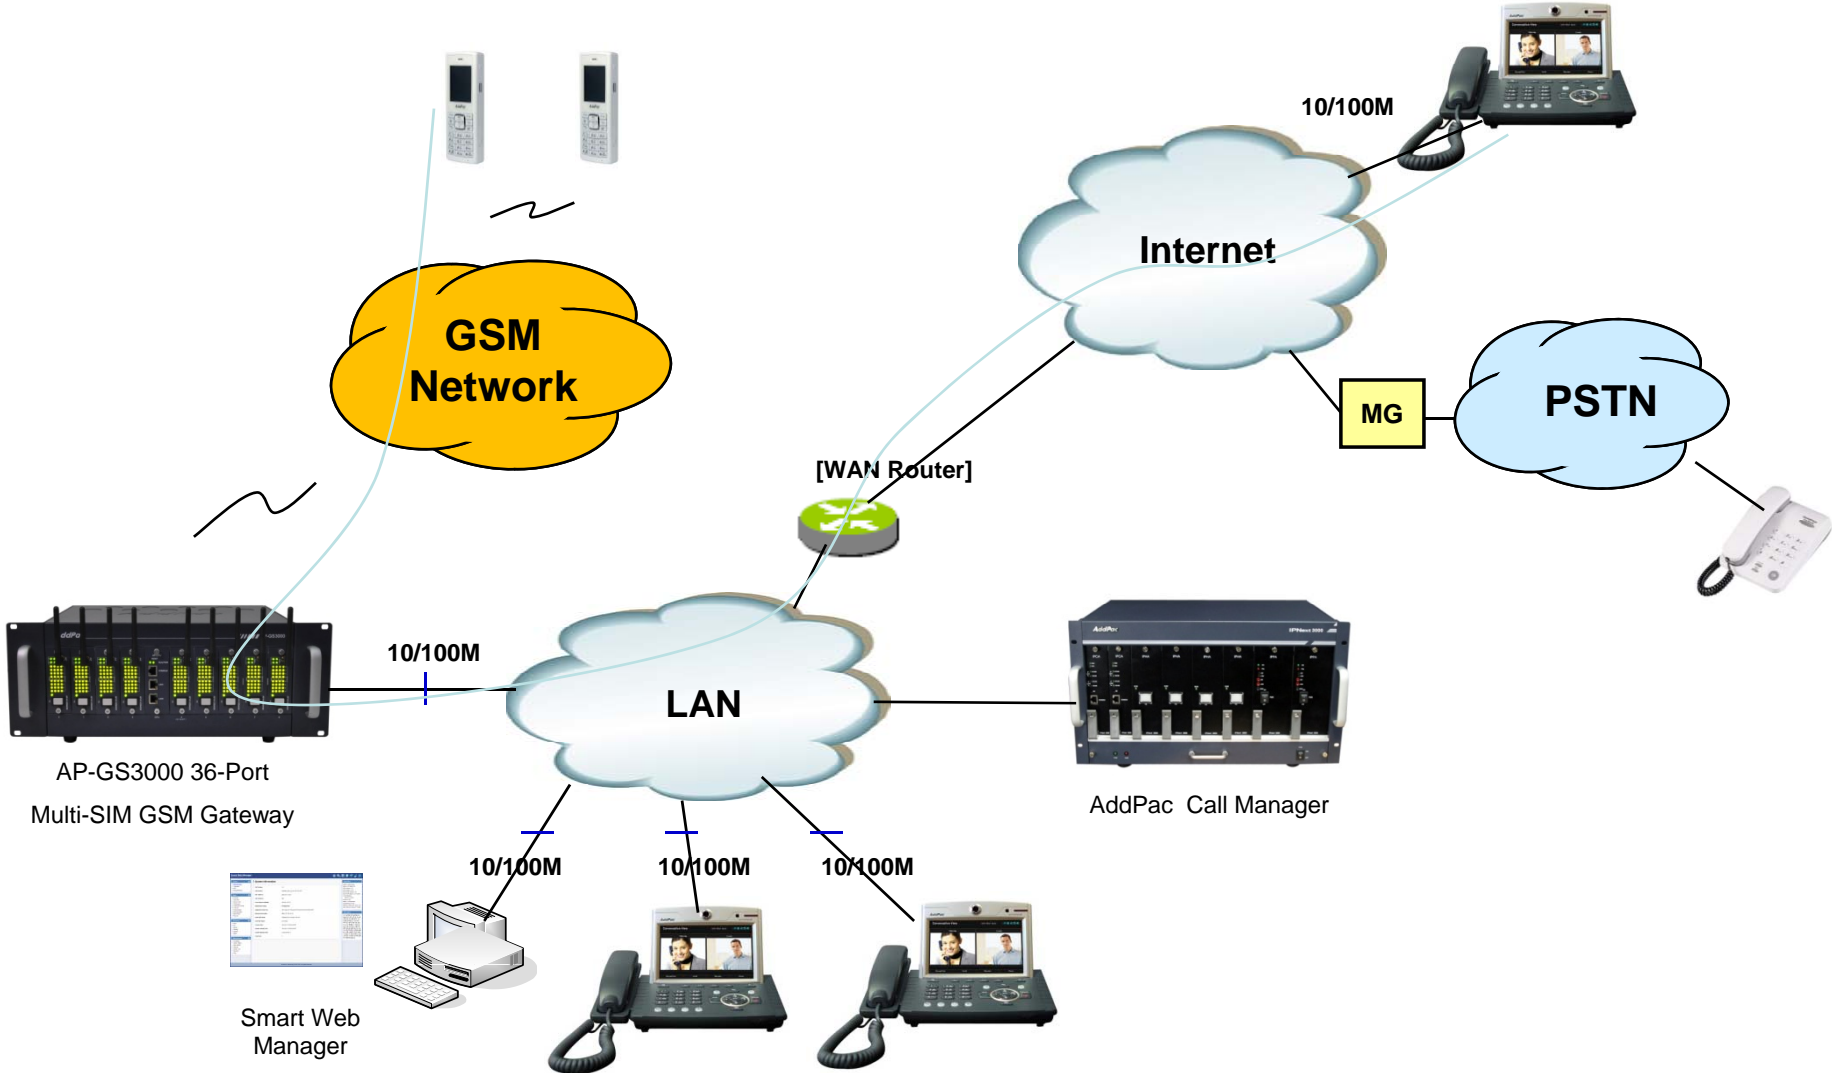 10/100M
Internet
GSM
Network
MG
PSTN
[WAN Router]
10/100M
LAN
AddPac
AP-GS3000 36-Port
Multi-SIM GSM Gateway
AddPac Call Manager
10/100M
10/100M
10/100M
Smart Web
Manager